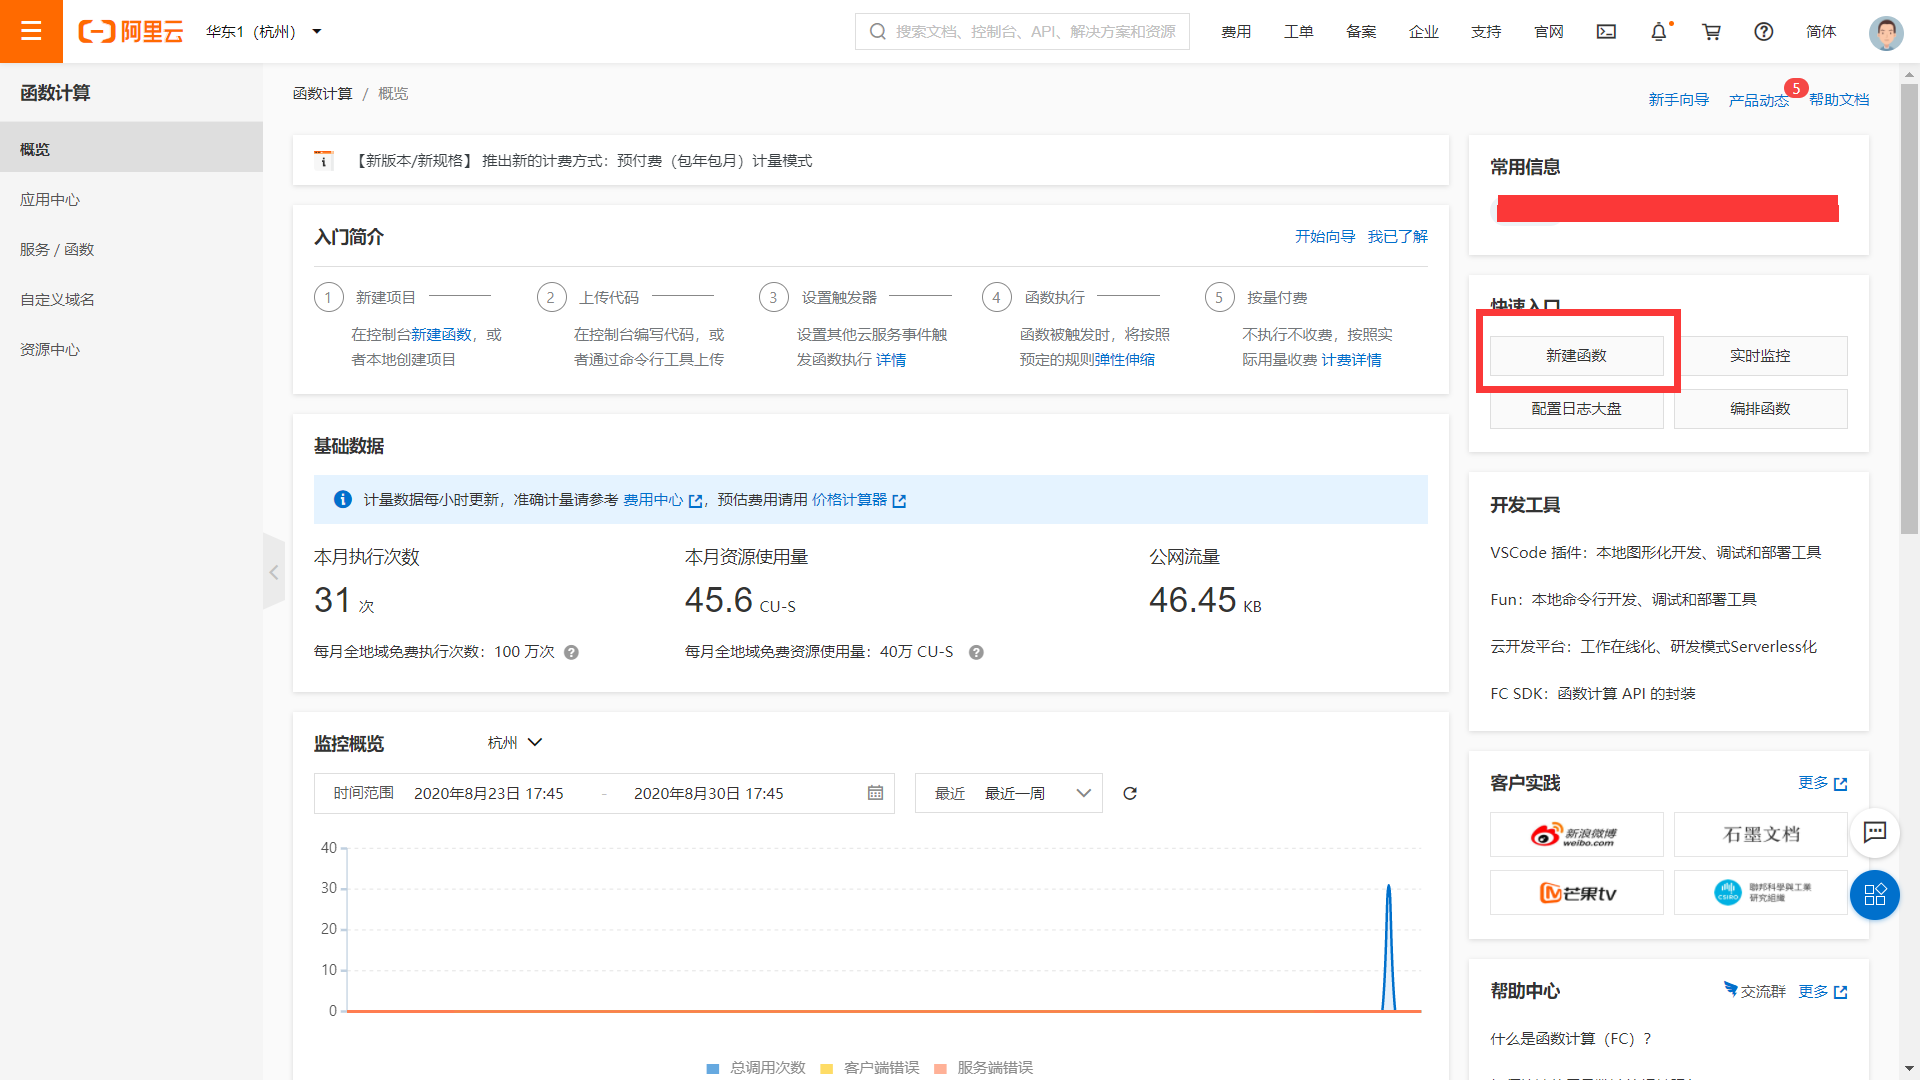 阿里云
华东1（杭州）
搜索文档、控制台、API、解决方案和资源
费用 工单 备案 企业 支持 官网 简体
函数计算
概览
应用中心
服务 / 函数
自定义域名
资源中心
函数计算 / 概览
新手向导 产品动态 5 帮助文档
【新版本/新规格】 推出新的计费方式：预付费（包年包月）计量模式
入门简介
开始向导 我已了解
1 新建项目
在控制台新建函数，或
者本地创建项目
2 上传代码
在控制台编写代码，或
者通过命令行工具上传
3 设置触发器
设置其他云服务事件触
发函数执行 详情
4 函数执行
函数被触发时，将按照
预定的规则弹性伸缩
5 按量付费
不执行不收费，按照实
际用量收费 计费详情
基础数据
计量数据每小时更新，准确计量请参考 费用中心 ，预估费用请用 价格计算器
本月执行次数
31 次
每月全地域免费执行次数：100 万次
本月资源使用量
45.6 CU-S
每月全地域免费资源使用量：40万 CU-S
公网流量
46.45 KB
监控概览
杭州
时间范围 2020年8月23日 17:45 - 2020年8月30日 17:45
最近 最近一周
40
30
20
10
0
总调用次数 客户端错误 服务端错误
常用信息
快速入口
新建函数
实时监控
配置日志大盘
编排函数
开发工具
VSCode 插件：本地图形化开发、调试和部署工具
Fun：本地命令行开发、调试和部署工具
云开发平台：工作在线化、研发模式Serverless化
FC SDK：函数计算 API 的封装
客户实践
更多
新浪微博
weibo.com
石墨文档
芒果tv
CSIRO
聯邦科學與工業
研究組織
帮助中心
交流群 更多
什么是函数计算（FC）？